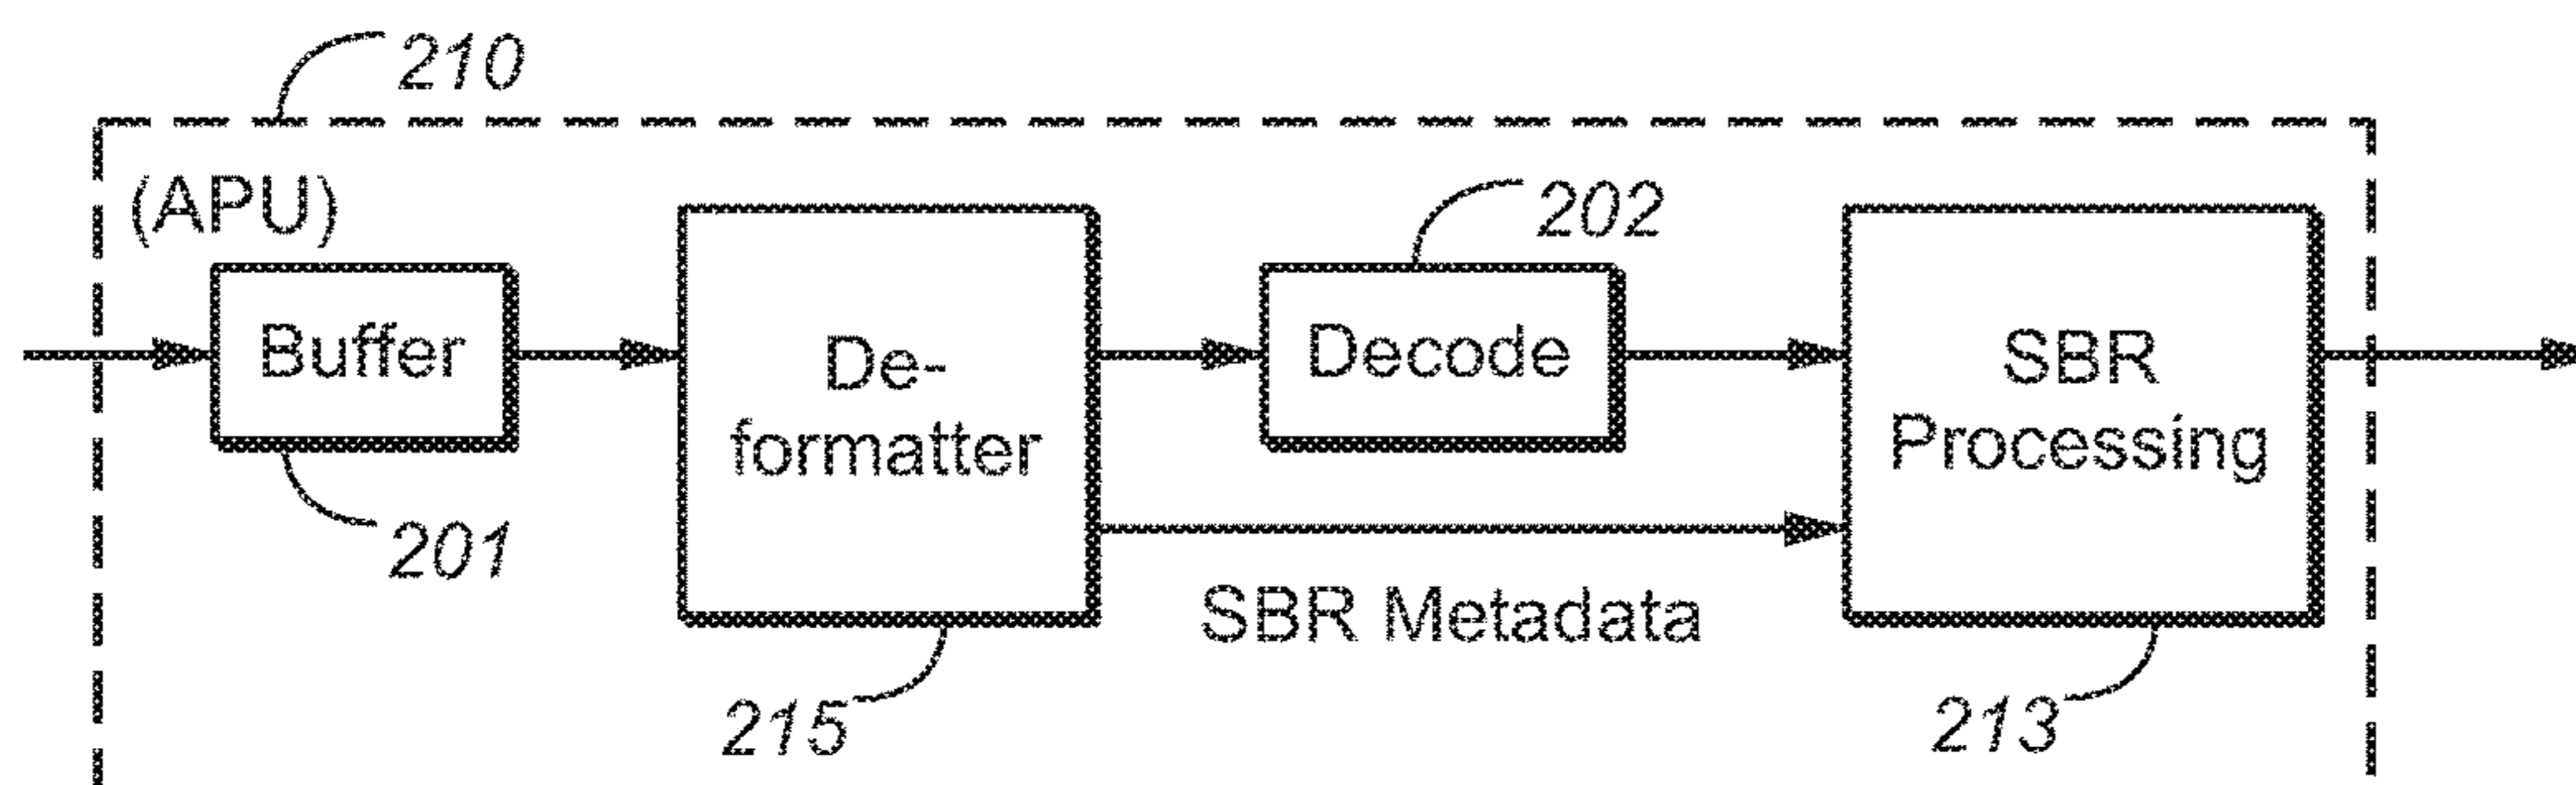 210
(APU)
202
Buffer
De-
formatter
Decode
SBR
Processing
201
SBR Metadata
215
213